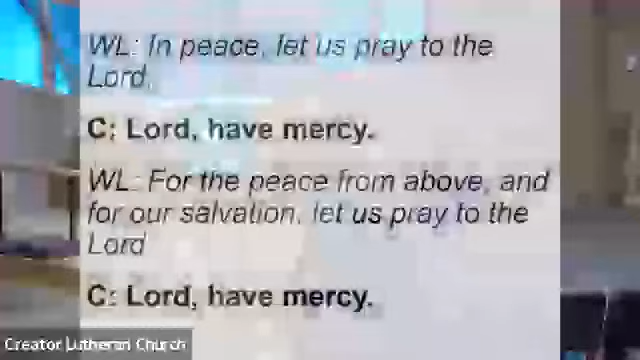 WL: In peace, let us pray to the
Lord.
C: Lord, have mercy.
WL: For the peace from above, and
for our salvation, let us pray to the
Lord
C: Lord, have mercy.
Creator Lutheran Church